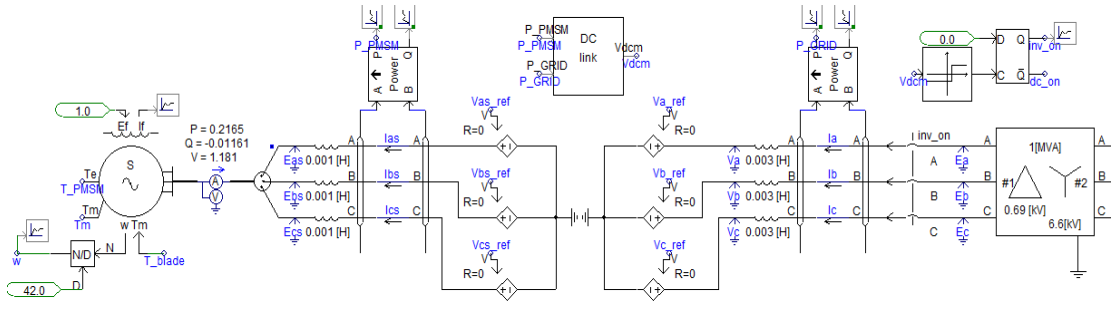 P_PMSM
P
Q
A
Power
B
P_PMSM
P_PMSM
P_GRID
P_GRID
DC
link
Vdcm
Vdcm
P_GRID
P
Q
A
Power
B
0.0
D
Q
inv_on
Vdcm
C
Q̅
dc_on
1.0
Ef
If
P = 0.2165
Q = -0.01161
V = 1.181
S
Te
T_PMSM
Tm
Tm
w
Tm
A
V
N
N/D
D
w
42.0
T_blade
A
Eas
0.001 [H]
Ias
A
B
Ebs
0.001 [H]
Ibs
B
C
Ecs
0.001 [H]
Ics
C
Vas_ref
V
R=0
Vbs_ref
V
R=0
Vcs_ref
V
R=0
Va_ref
V
R=0
Vb_ref
V
R=0
Vc_ref
V
R=0
A
Va
0.003 [H]
Ia
A
B
Vb
0.003 [H]
Ib
B
C
Vc
0.003 [H]
Ic
C
inv_on
A
B
C
Ea
Eb
Ec
A
B
C
1[MVA]
#1
#2
0.69 [kV]
6.6[kV]
A
B
C